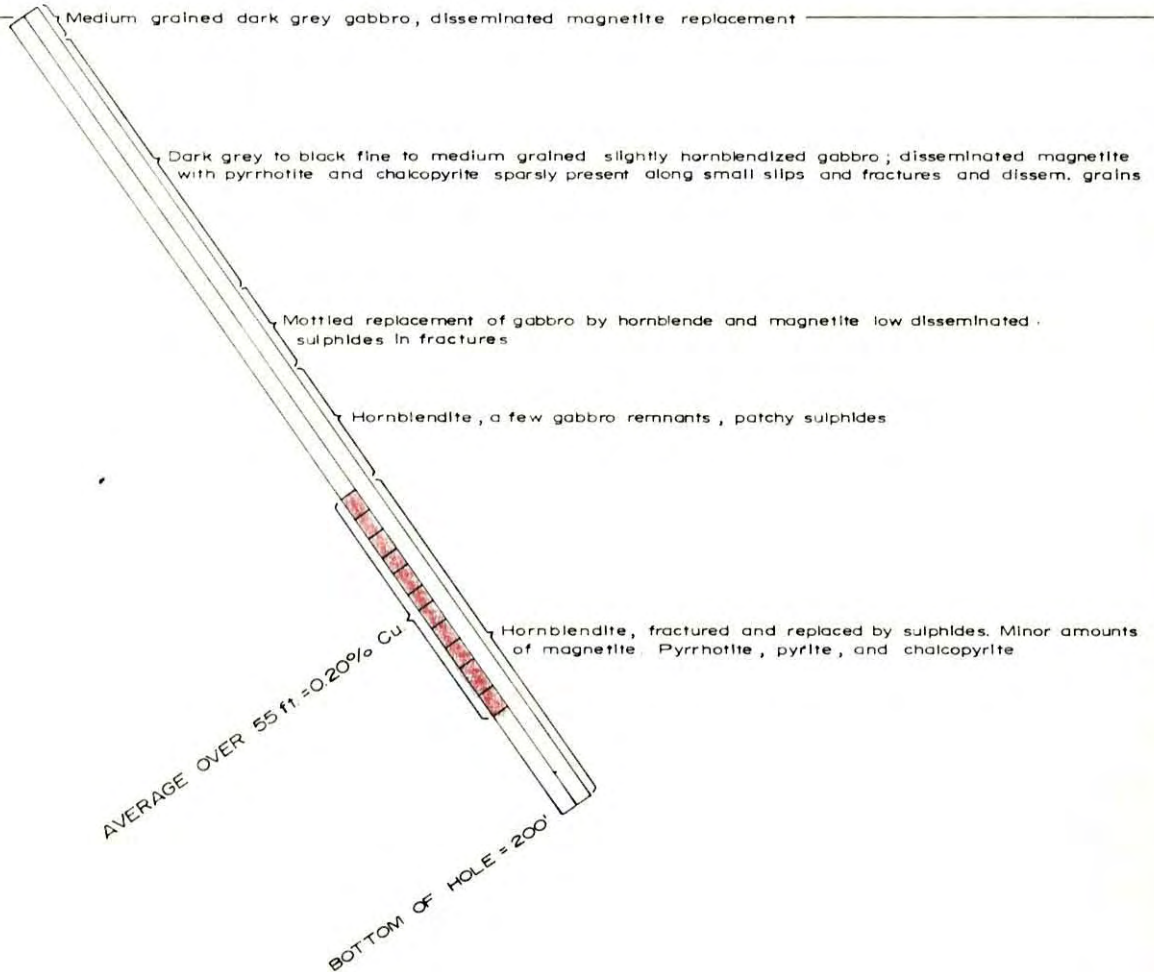 Medium grained dark grey gabbro, disseminated magnetite replacement
Dark grey to black fine to medium grained slightly hornblendized gabbro; disseminated magnetite
with pyrrhotite and chalcopyrite sparsly present along small slips and fractures and dissem. grains
Mottled replacement of gabbro by hornblende and magnetite low disseminated
sulphides in fractures
Hornblendite, a few gabbro remnants, patchy sulphides
Hornblendite, fractured and replaced by sulphides. Minor amounts
of magnetite. Pyrrhotite, pyrite, and chalcopyrite
AVERAGE OVER 55 ft. = 0.20% Cu.
BOTTOM OF HOLE = 200'